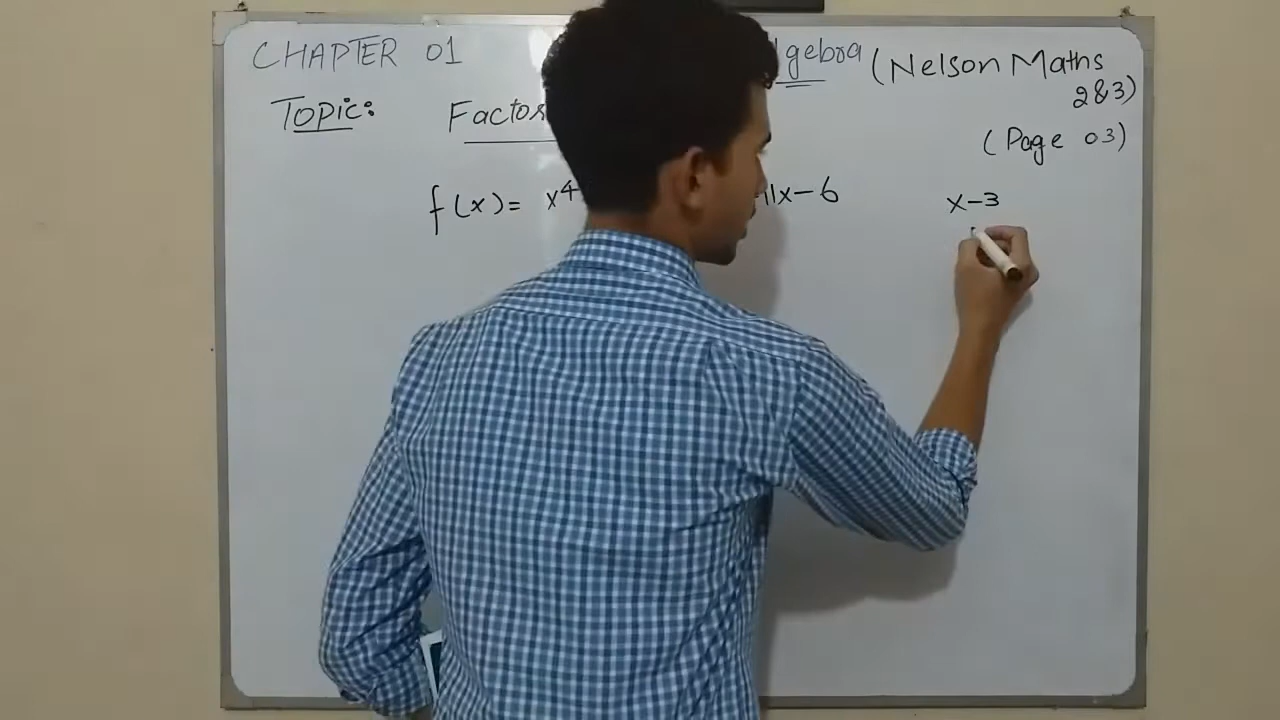 CHAPTER 01 lgebra (Nelson Maths
2&3)
Topic: Factor
(Page 03)
f(x)= x⁴ 11x-6 x-3